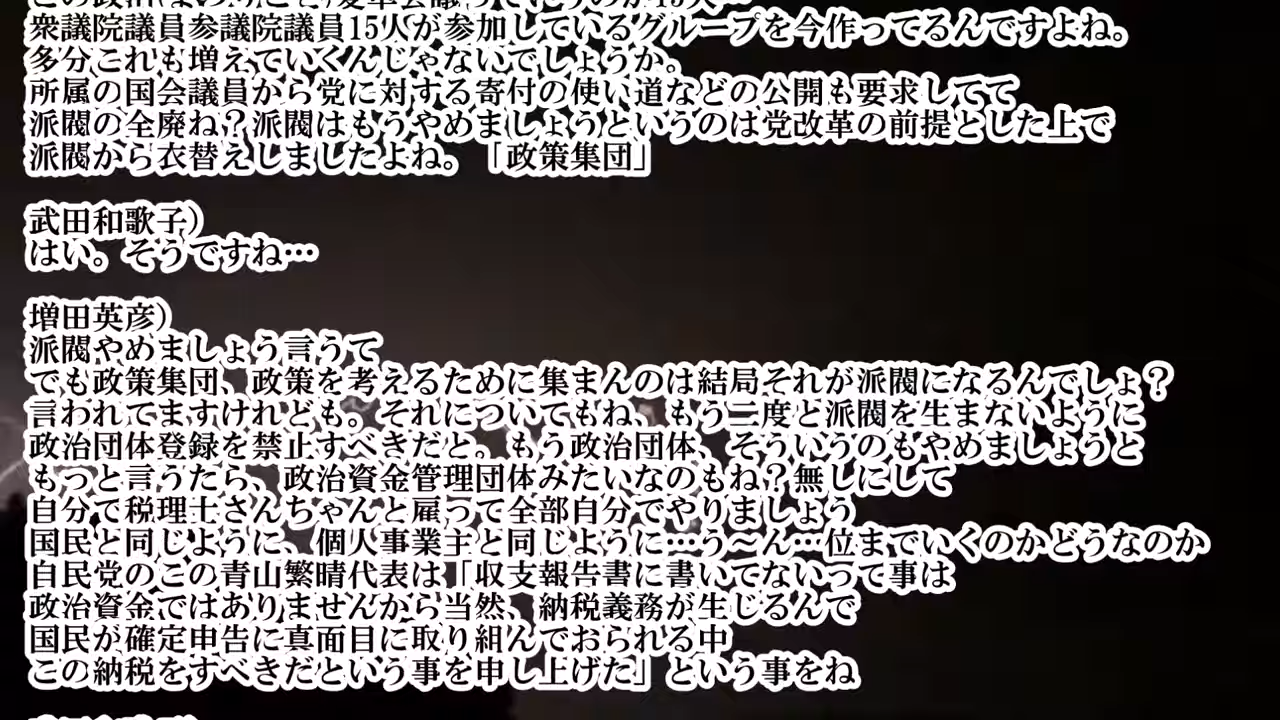 衆議院議員参議院議員15人が参加しているグループを今作ってるんですよね。
多分これも増えていくんじゃないでしょうか。
所属の国会議員から党に対する寄付の使い道などの公開も要求してて
派閥の全廃ね？派閥はもうやめましょうというのは党改革の前提とした上で
派閥から衣替えしましたよね。「政策集団」
武田和歌子）
はい。そうですね…
増田英彦）
派閥やめましょう言うて
でも政策集団、政策を考えるために集まんのは結局それが派閥になるんでしょ？
言われてますけれども。それについてもね、もう二度と派閥を生まないように
政治団体登録を禁止すべきだと。もう政治団体、そういうのもやめましょうと
もっと言うたら、政治資金管理団体みたいなのもね？無しにして
自分で税理士さんちゃんと雇って全部自分でやりましょう
国民と同じように、個人事業主と同じように…う〜ん…位までいくのかどうなのか
自民党のこの青山繁晴代表は「収支報告書に書いてないって事は
政治資金ではありませんから当然、納税義務が生じるんで
国民が確定申告に真面目に取り組んでおられる中
この納税をすべきだという事を申し上げた」という事をね